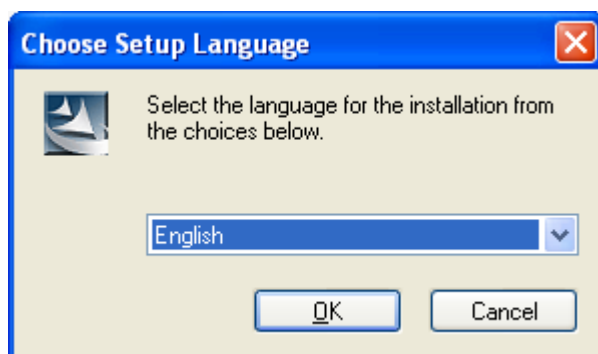 Choose Setup Language
Select the language for the installation from
the choices below.
English
OK
Cancel